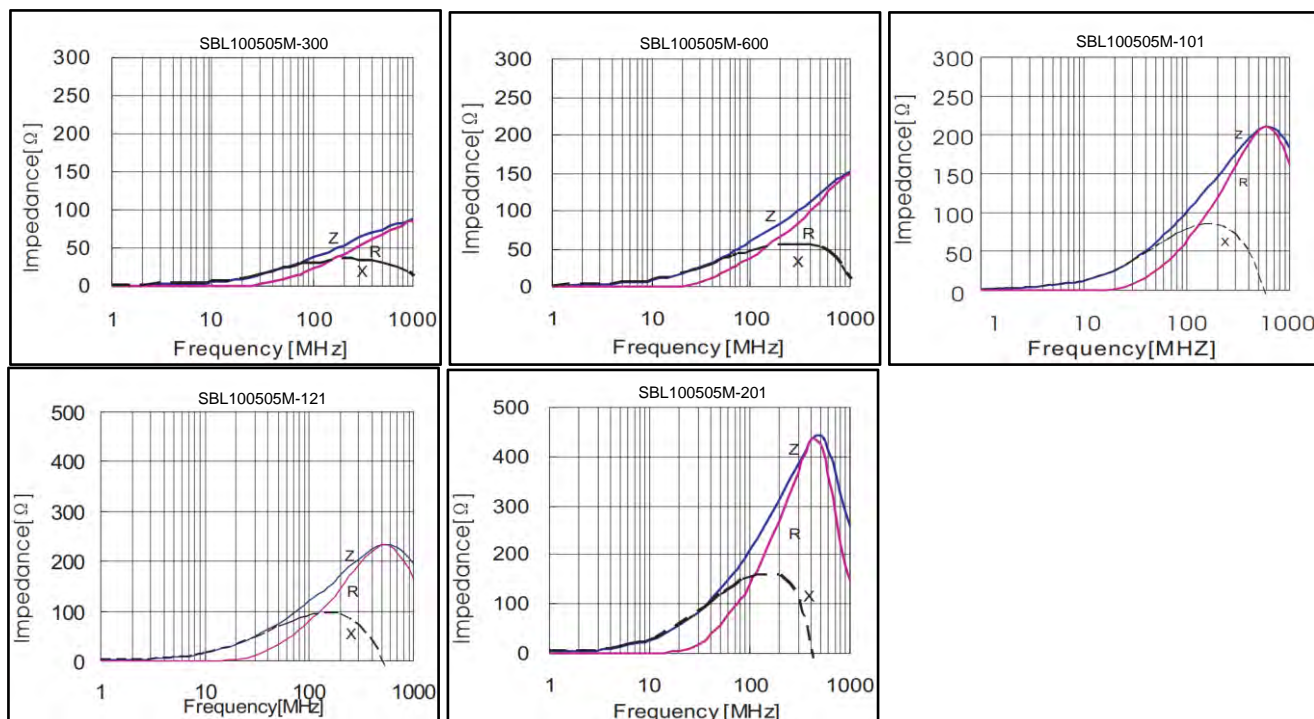 SBL100505M-300
300
250
200
150
100
50
0
Impedance[Ω]
Z
R
X
1 10 100 1000
Frequency [MHz]
SBL100505M-600
300
250
200
150
100
50
0
Impedance[Ω]
Z
R
X
1 10 100 1000
Frequency [MHz]
SBL100505M-101
300
250
200
150
100
50
0
Impedance[Ω]
Z
R
X
1 10 100 1000
Frequency[MHZ]
SBL100505M-121
500
400
300
200
100
0
Impedance[Ω]
Z
R
X
1 10 100 1000
Frequency[MHz]
SBL100505M-201
500
400
300
200
100
0
Impedance[Ω]
Z
R
X
1 10 100 1000
Frequency[MHz]